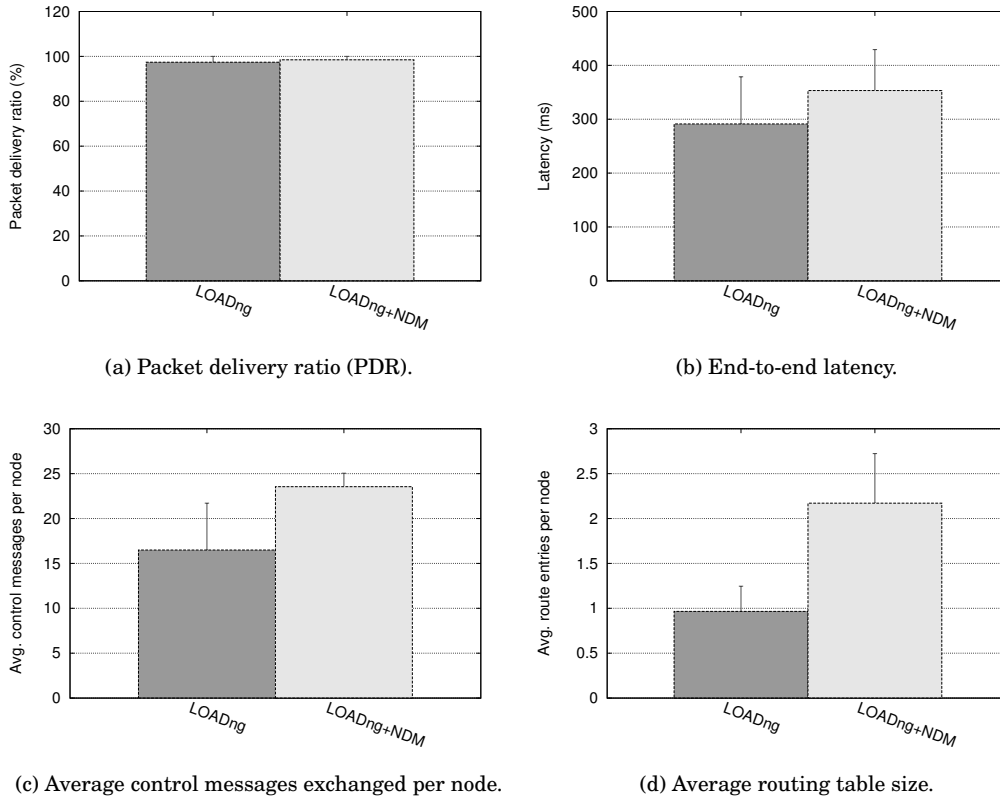 120
100
80
60
40
20
0
Packet delivery ratio (%)
LOADng
LOADng+NDM
(a) Packet delivery ratio (PDR).
500
400
300
200
100
0
Latency (ms)
LOADng
LOADng+NDM
(b) End-to-end latency.
30
25
20
15
10
5
0
Avg. control messages per node
LOADng
LOADng+NDM
(c) Average control messages exchanged per node.
3
2.5
2
1.5
1
0.5
0
Avg. route entries per node
LOADng
LOADng+NDM
(d) Average routing table size.